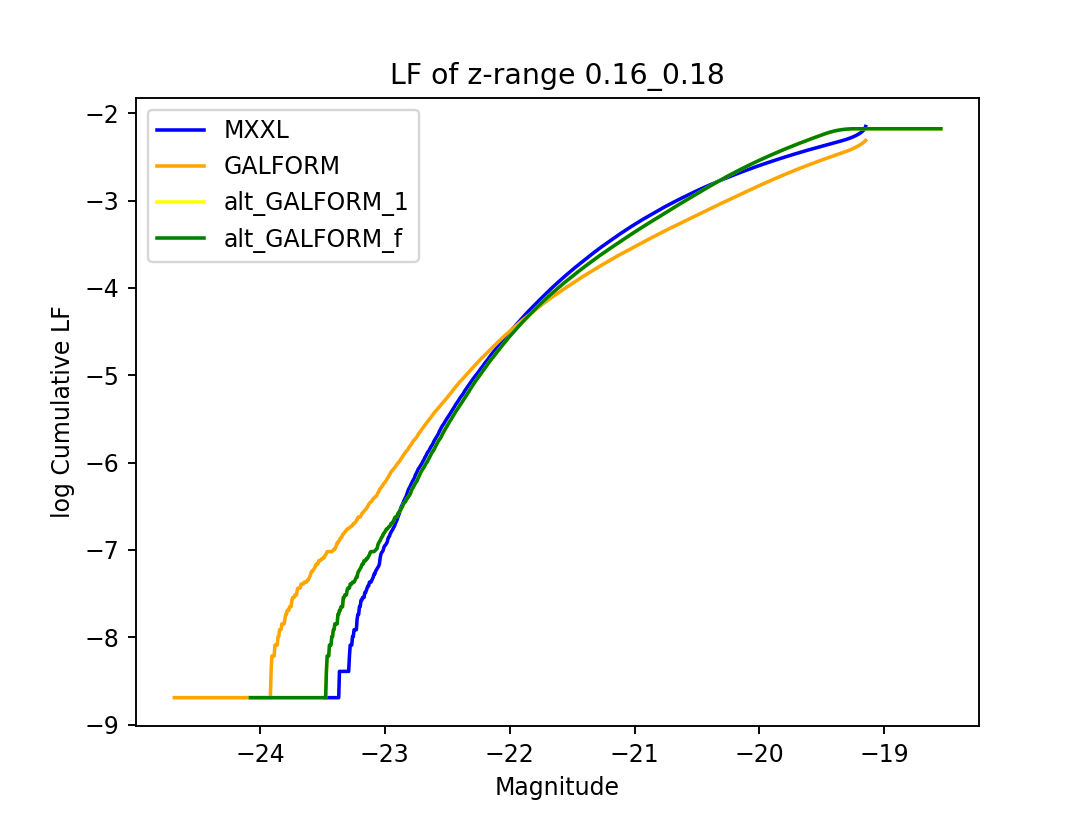 LF of z-range 0.16_0.18
MXXL
GALFORM
alt_GALFORM_1
alt_GALFORM_f
−2
−3
−4
−5
−6
−7
−8
−9
log Cumulative LF
−24
−23
−22
−21
−20
−19
Magnitude